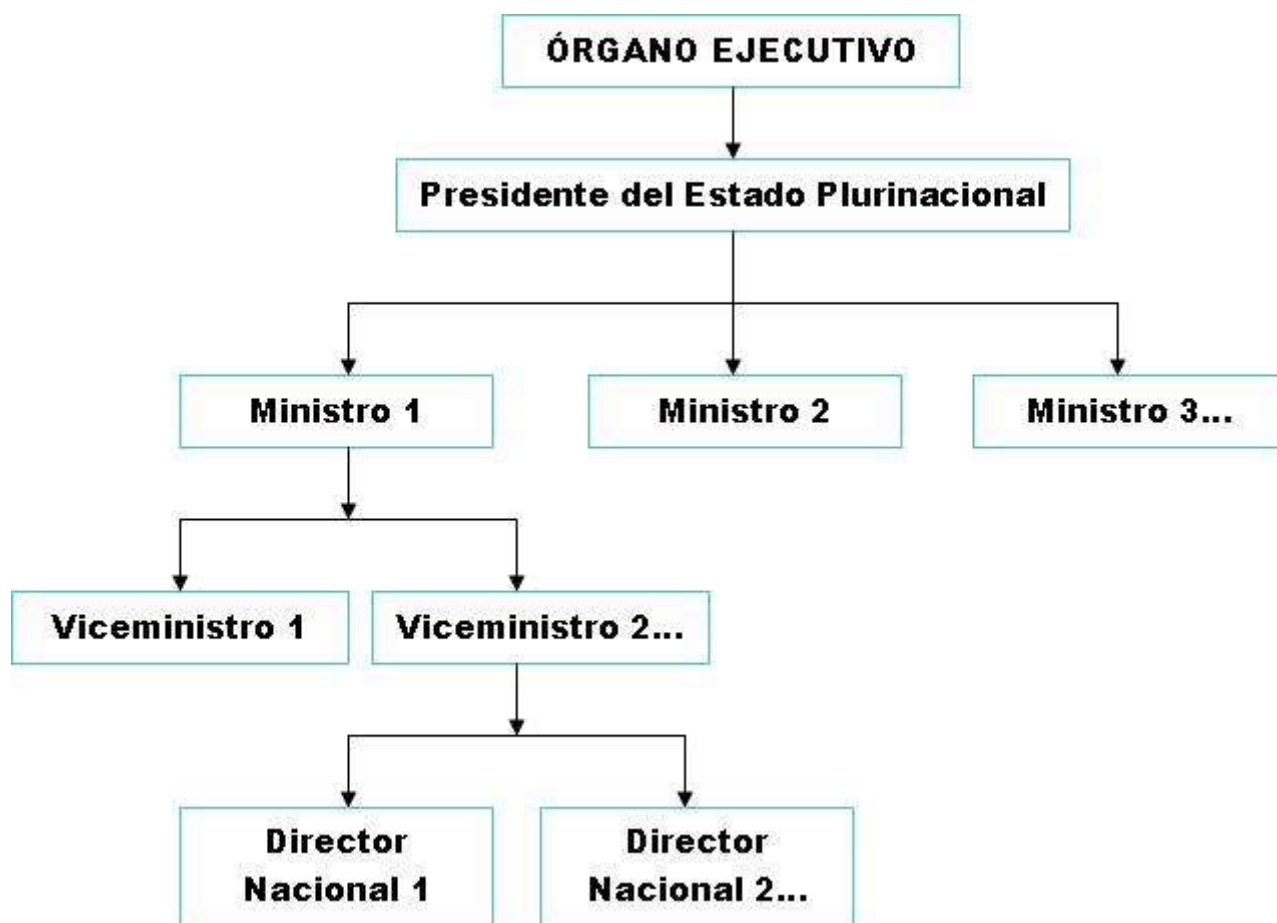 ÓRGANO EJECUTIVO
Presidente del Estado Plurinacional
Ministro 1
Ministro 2
Ministro 3...
Viceministro 1
Viceministro 2...
Director
Nacional 1
Director
Nacional 2...